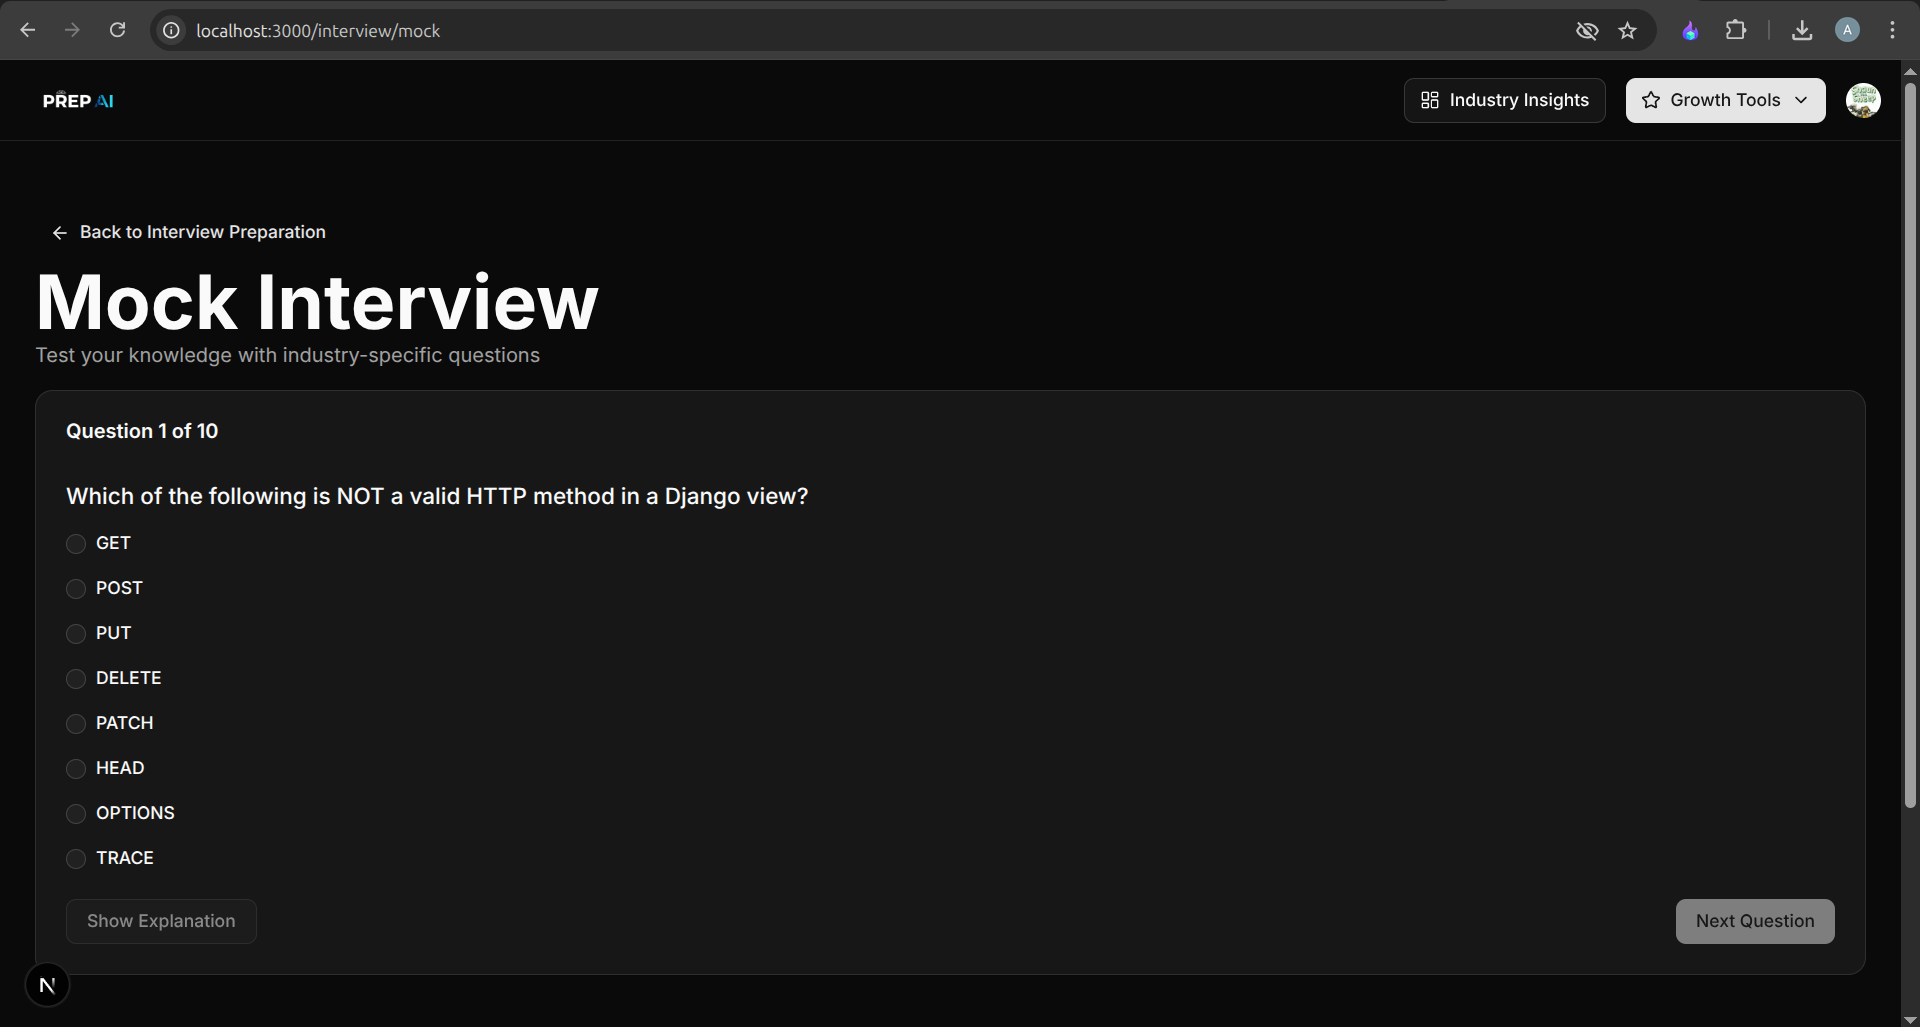 localhost:3000/interview/mock
A
PREP AI
Industry Insights
Growth Tools
Back to Interview Preparation
Mock Interview
Test your knowledge with industry-specific questions
Question 1 of 10
Which of the following is NOT a valid HTTP method in a Django view?
GET
POST
PUT
DELETE
PATCH
HEAD
OPTIONS
TRACE
Show Explanation
Next Question
N